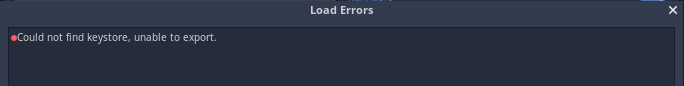 Load Errors
Could not find keystore, unable to export.